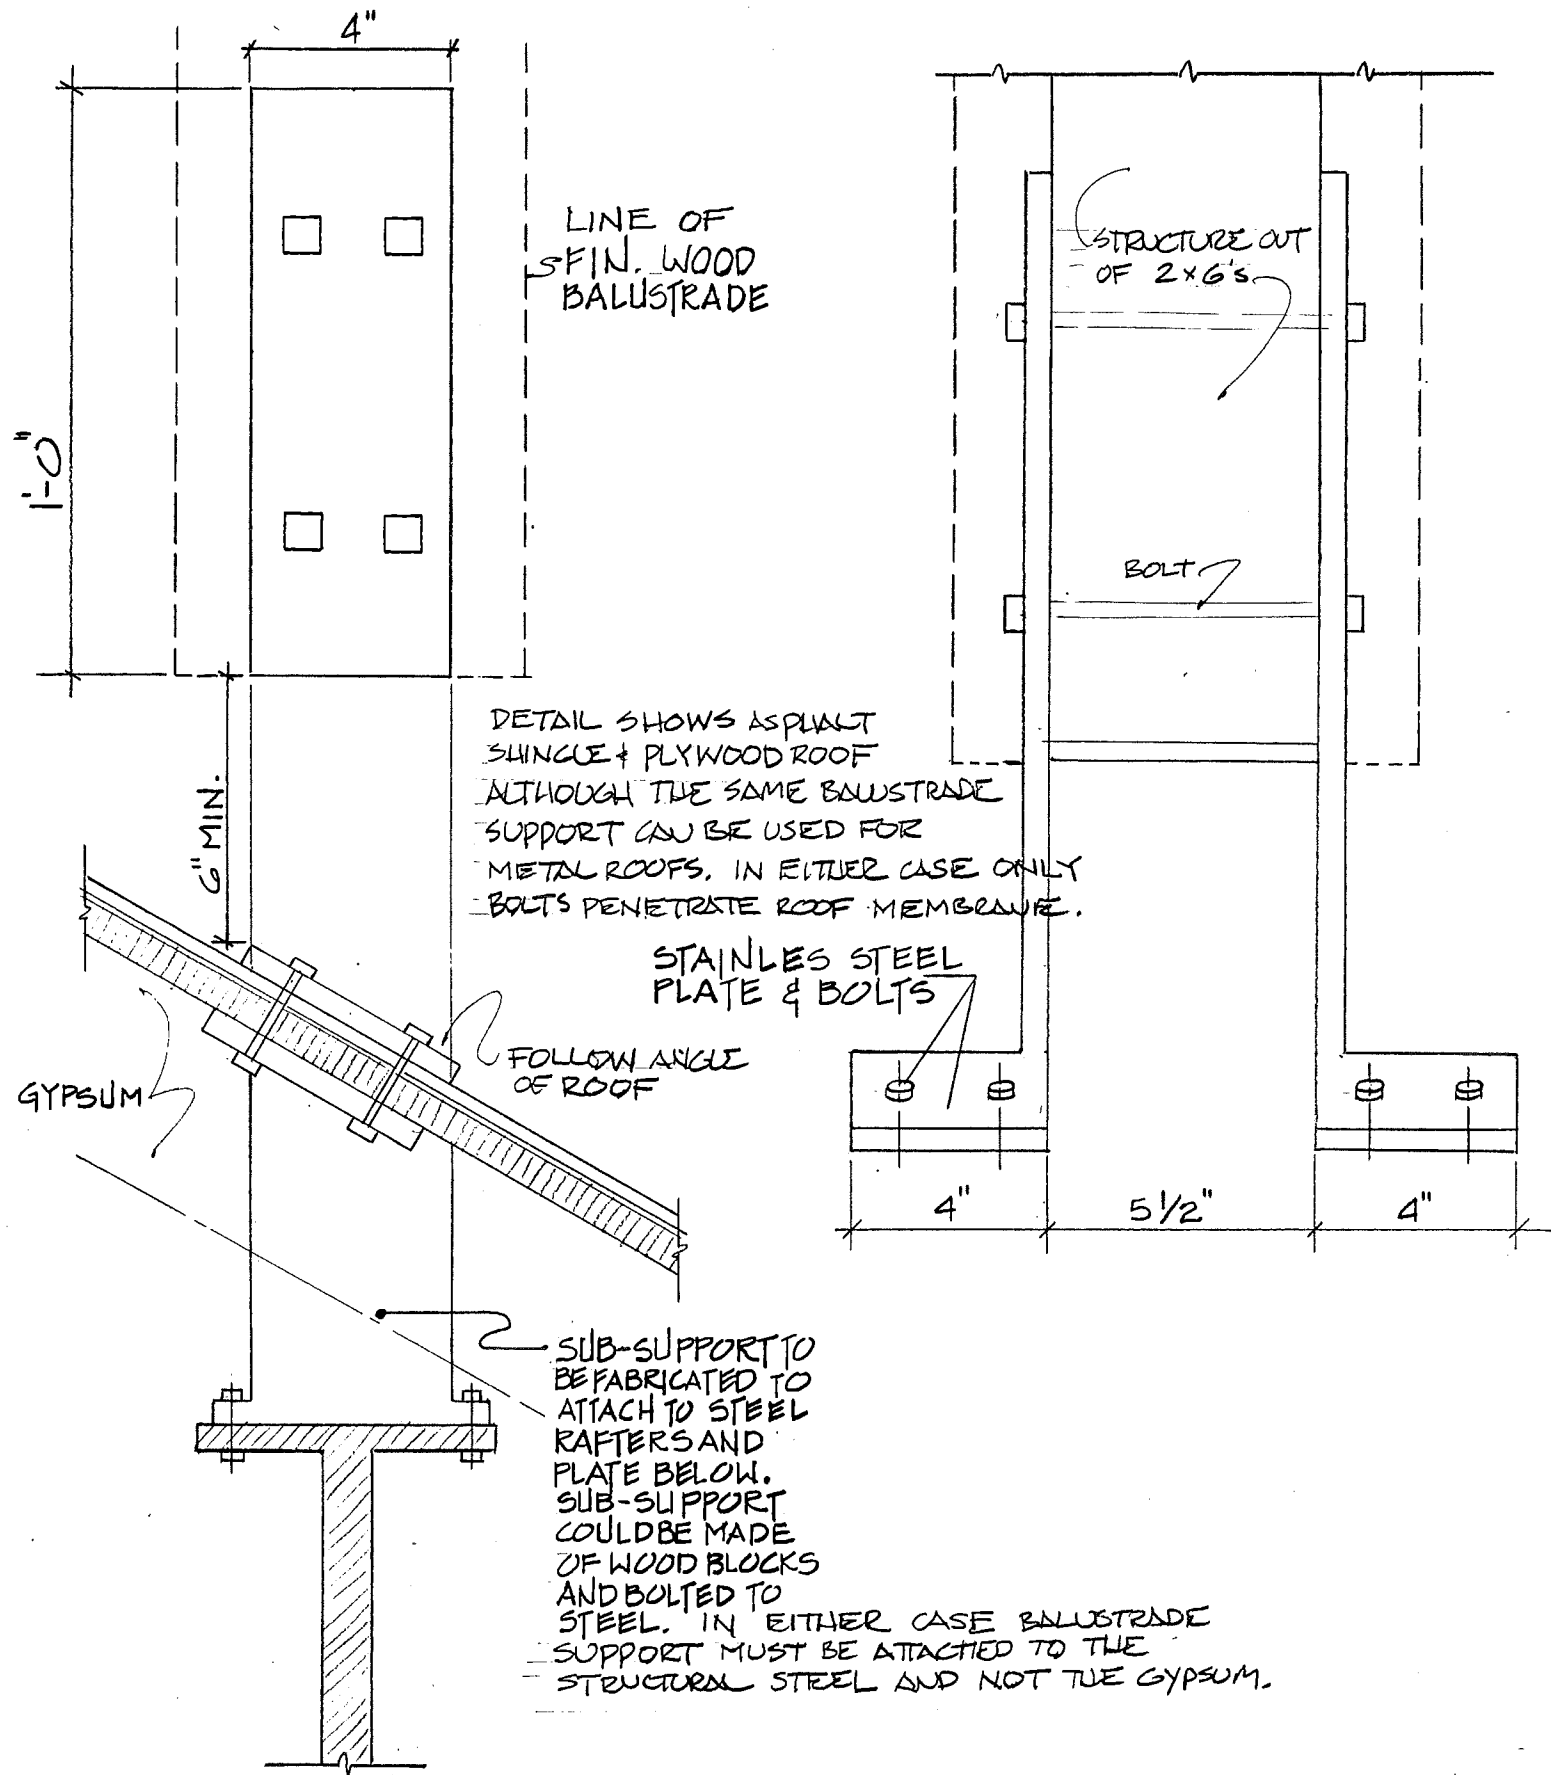 4"
1'-0"
LINE OF
FIN. WOOD
BALUSTRADE
STRUCTURE OUT
OF 2x6's
BOLT
6" MIN.
DETAIL SHOWS ASPHALT
SHINGLE & PLYWOOD ROOF
ALTHOUGH THE SAME BALUSTRADE
SUPPORT CAN BE USED FOR
METAL ROOFS. IN EITHER CASE ONLY
BOLTS PENETRATE ROOF MEMBRANE.
STAINLES STEEL
PLATE & BOLTS
FOLLOW ANGLE
OF ROOF
GYPSUM
4"
5 1/2"
4"
SUB-SUPPORT TO
BE FABRICATED TO
ATTACH TO STEEL
RAFTERS AND
PLATE BELOW.
SUB-SUPPORT
COULD BE MADE
OF WOOD BLOCKS
AND BOLTED TO
STEEL. IN EITHER CASE BALUSTRADE
SUPPORT MUST BE ATTACHED TO THE
STRUCTURAL STEEL AND NOT THE GYPSUM.